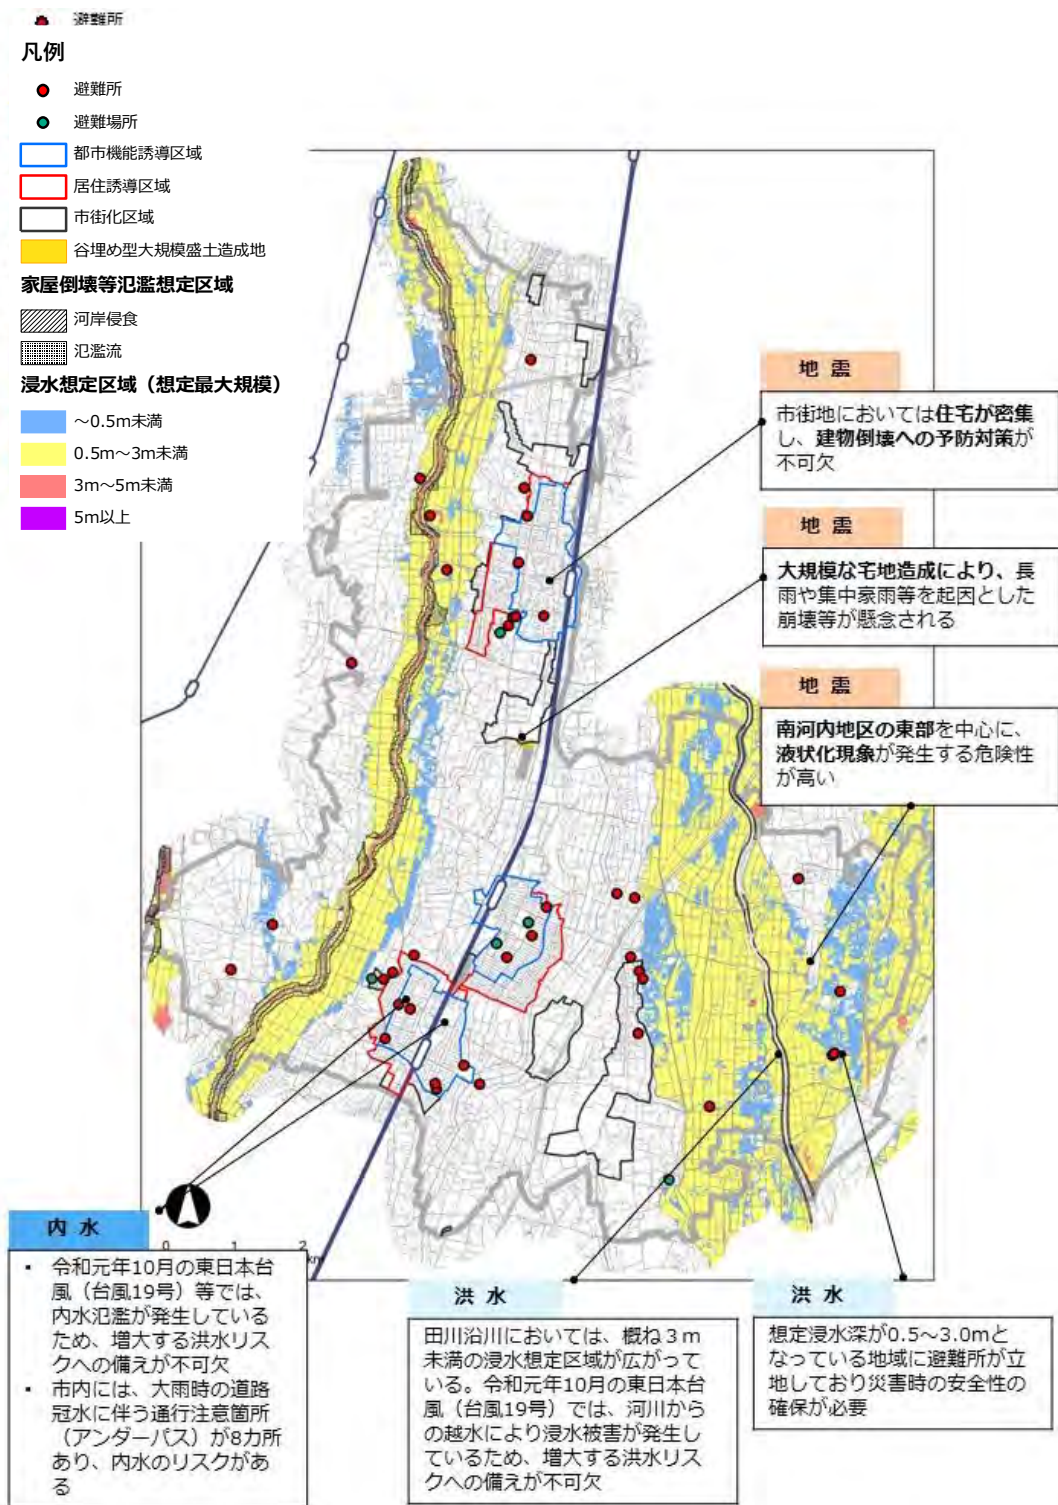 避難所
凡例
避難所
避難場所
都市機能誘導区域
居住誘導区域
市街化区域
谷埋め型大規模盛土造成地
家屋倒壊等氾濫想定区域
河岸侵食
氾濫流
浸水想定区域（想定最大規模）
～0.5m未満
0.5m～3m未満
3m～5m未満
5m以上
地 震
市街地においては住宅が密集
し、建物倒壊への予防対策が
不可欠
地 震
大規模な宅地造成により、長
雨や集中豪雨等を起因とした
崩壊等が懸念される
地 震
南河内地区の東部を中心に、
液状化現象が発生する危険性
が高い
内 水
0 1 2
km
▪ 令和元年10月の東日本台
風（台風19号）等では、
内水氾濫が発生している
ため、増大する洪水リス
クへの備えが不可欠
▪ 市内には、大雨時の道路
冠水に伴う通行注意箇所
（アンダーパス）が8カ所
あり、内水のリスクがあ
る
洪 水
田川沿川においては、概ね３ｍ
未満の浸水想定区域が広がって
いる。令和元年10月の東日本台
風（台風19号）では、河川から
の越水により浸水被害が発生し
ているため、増大する洪水リス
クへの備えが不可欠
洪 水
想定浸水深が0.5～3.0mと
なっている地域に避難所が立
地しており災害時の安全性の
確保が必要